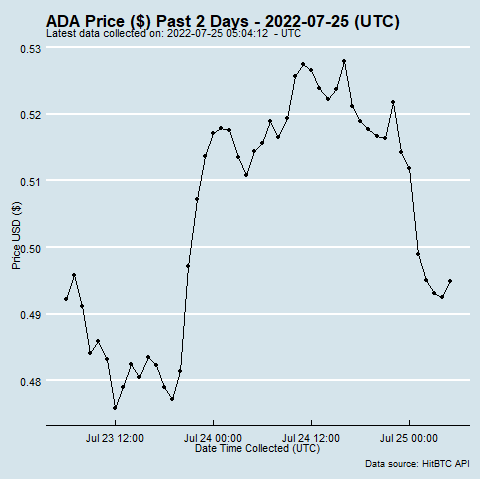 ADA Price ($) Past 2 Days - 2022-07-25 (UTC)
Latest data collected on: 2022-07-25 05:04:12  - UTC
0.53
0.52
0.51
0.50
0.49
0.48
Price USD ($)
Jul 23 12:00
Jul 24 00:00
Jul 24 12:00
Jul 25 00:00
Date Time Collected (UTC)
Data source: HitBTC API